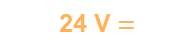 24 V =